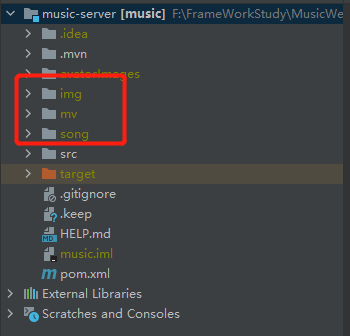 music-server [music] F:\FrameWorkStudy\MusicWe
.idea
.mvn
avatorImages
img
mv
song
src
target
.gitignore
.keep
HELP.md
music.iml
pom.xml
External Libraries
Scratches and Consoles